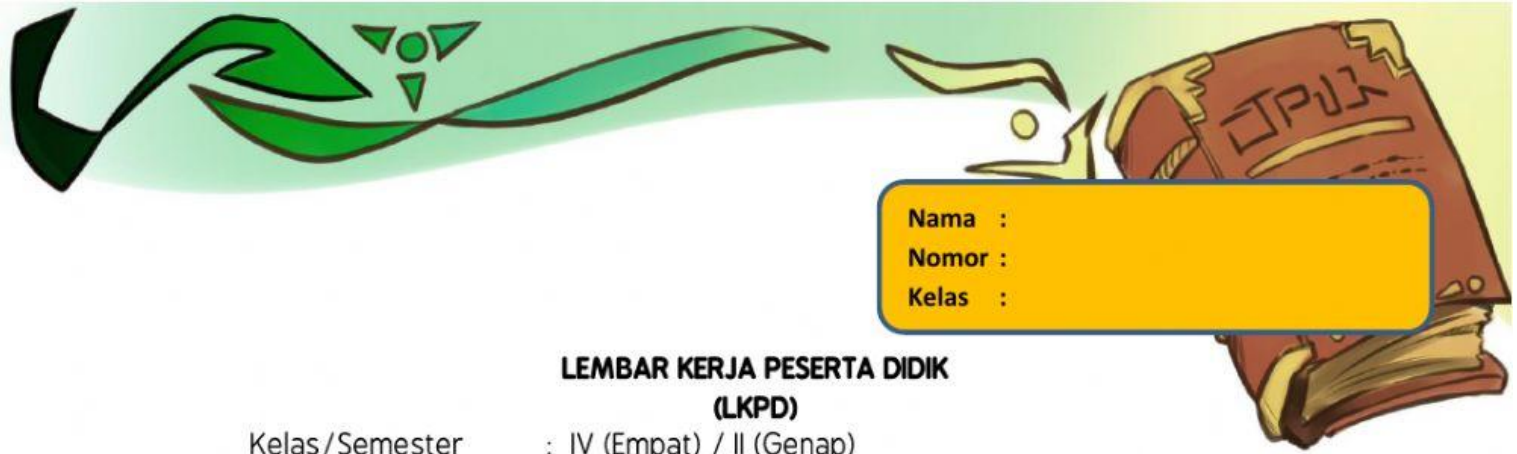 Nama :
Nomor :
Kelas :
LEMBAR KERJA PESERTA DIDIK
(LKPD)
Kelas/Semester : IV (Empat) / II (Genap)